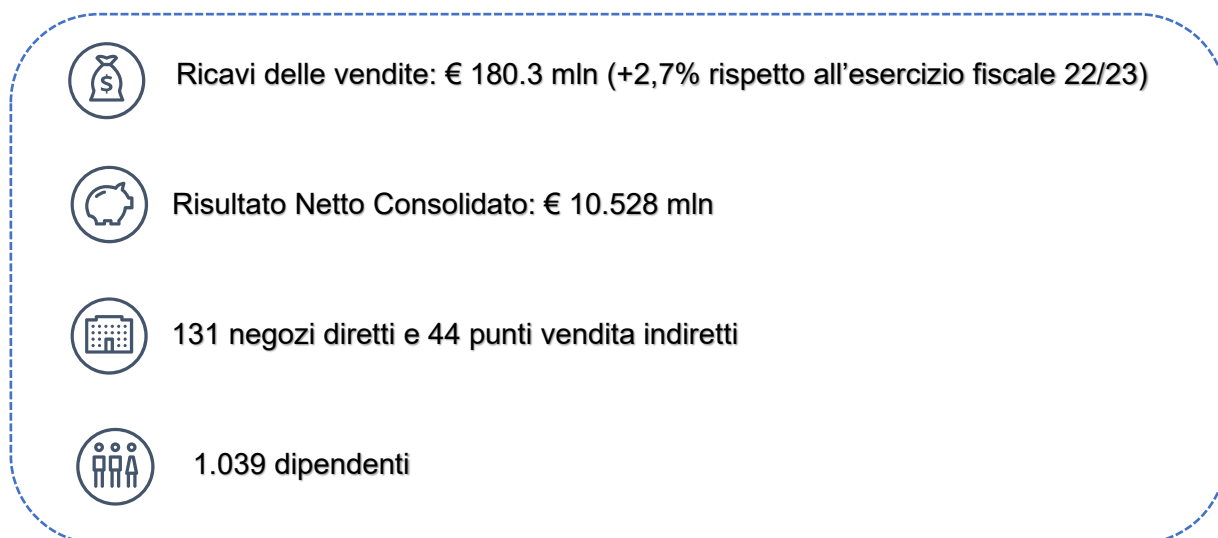 $
Ricavi delle vendite: € 180.3 mln (+2,7% rispetto all’esercizio fiscale 22/23)
Risultato Netto Consolidato: € 10.528 mln
131 negozi diretti e 44 punti vendita indiretti
1.039 dipendenti